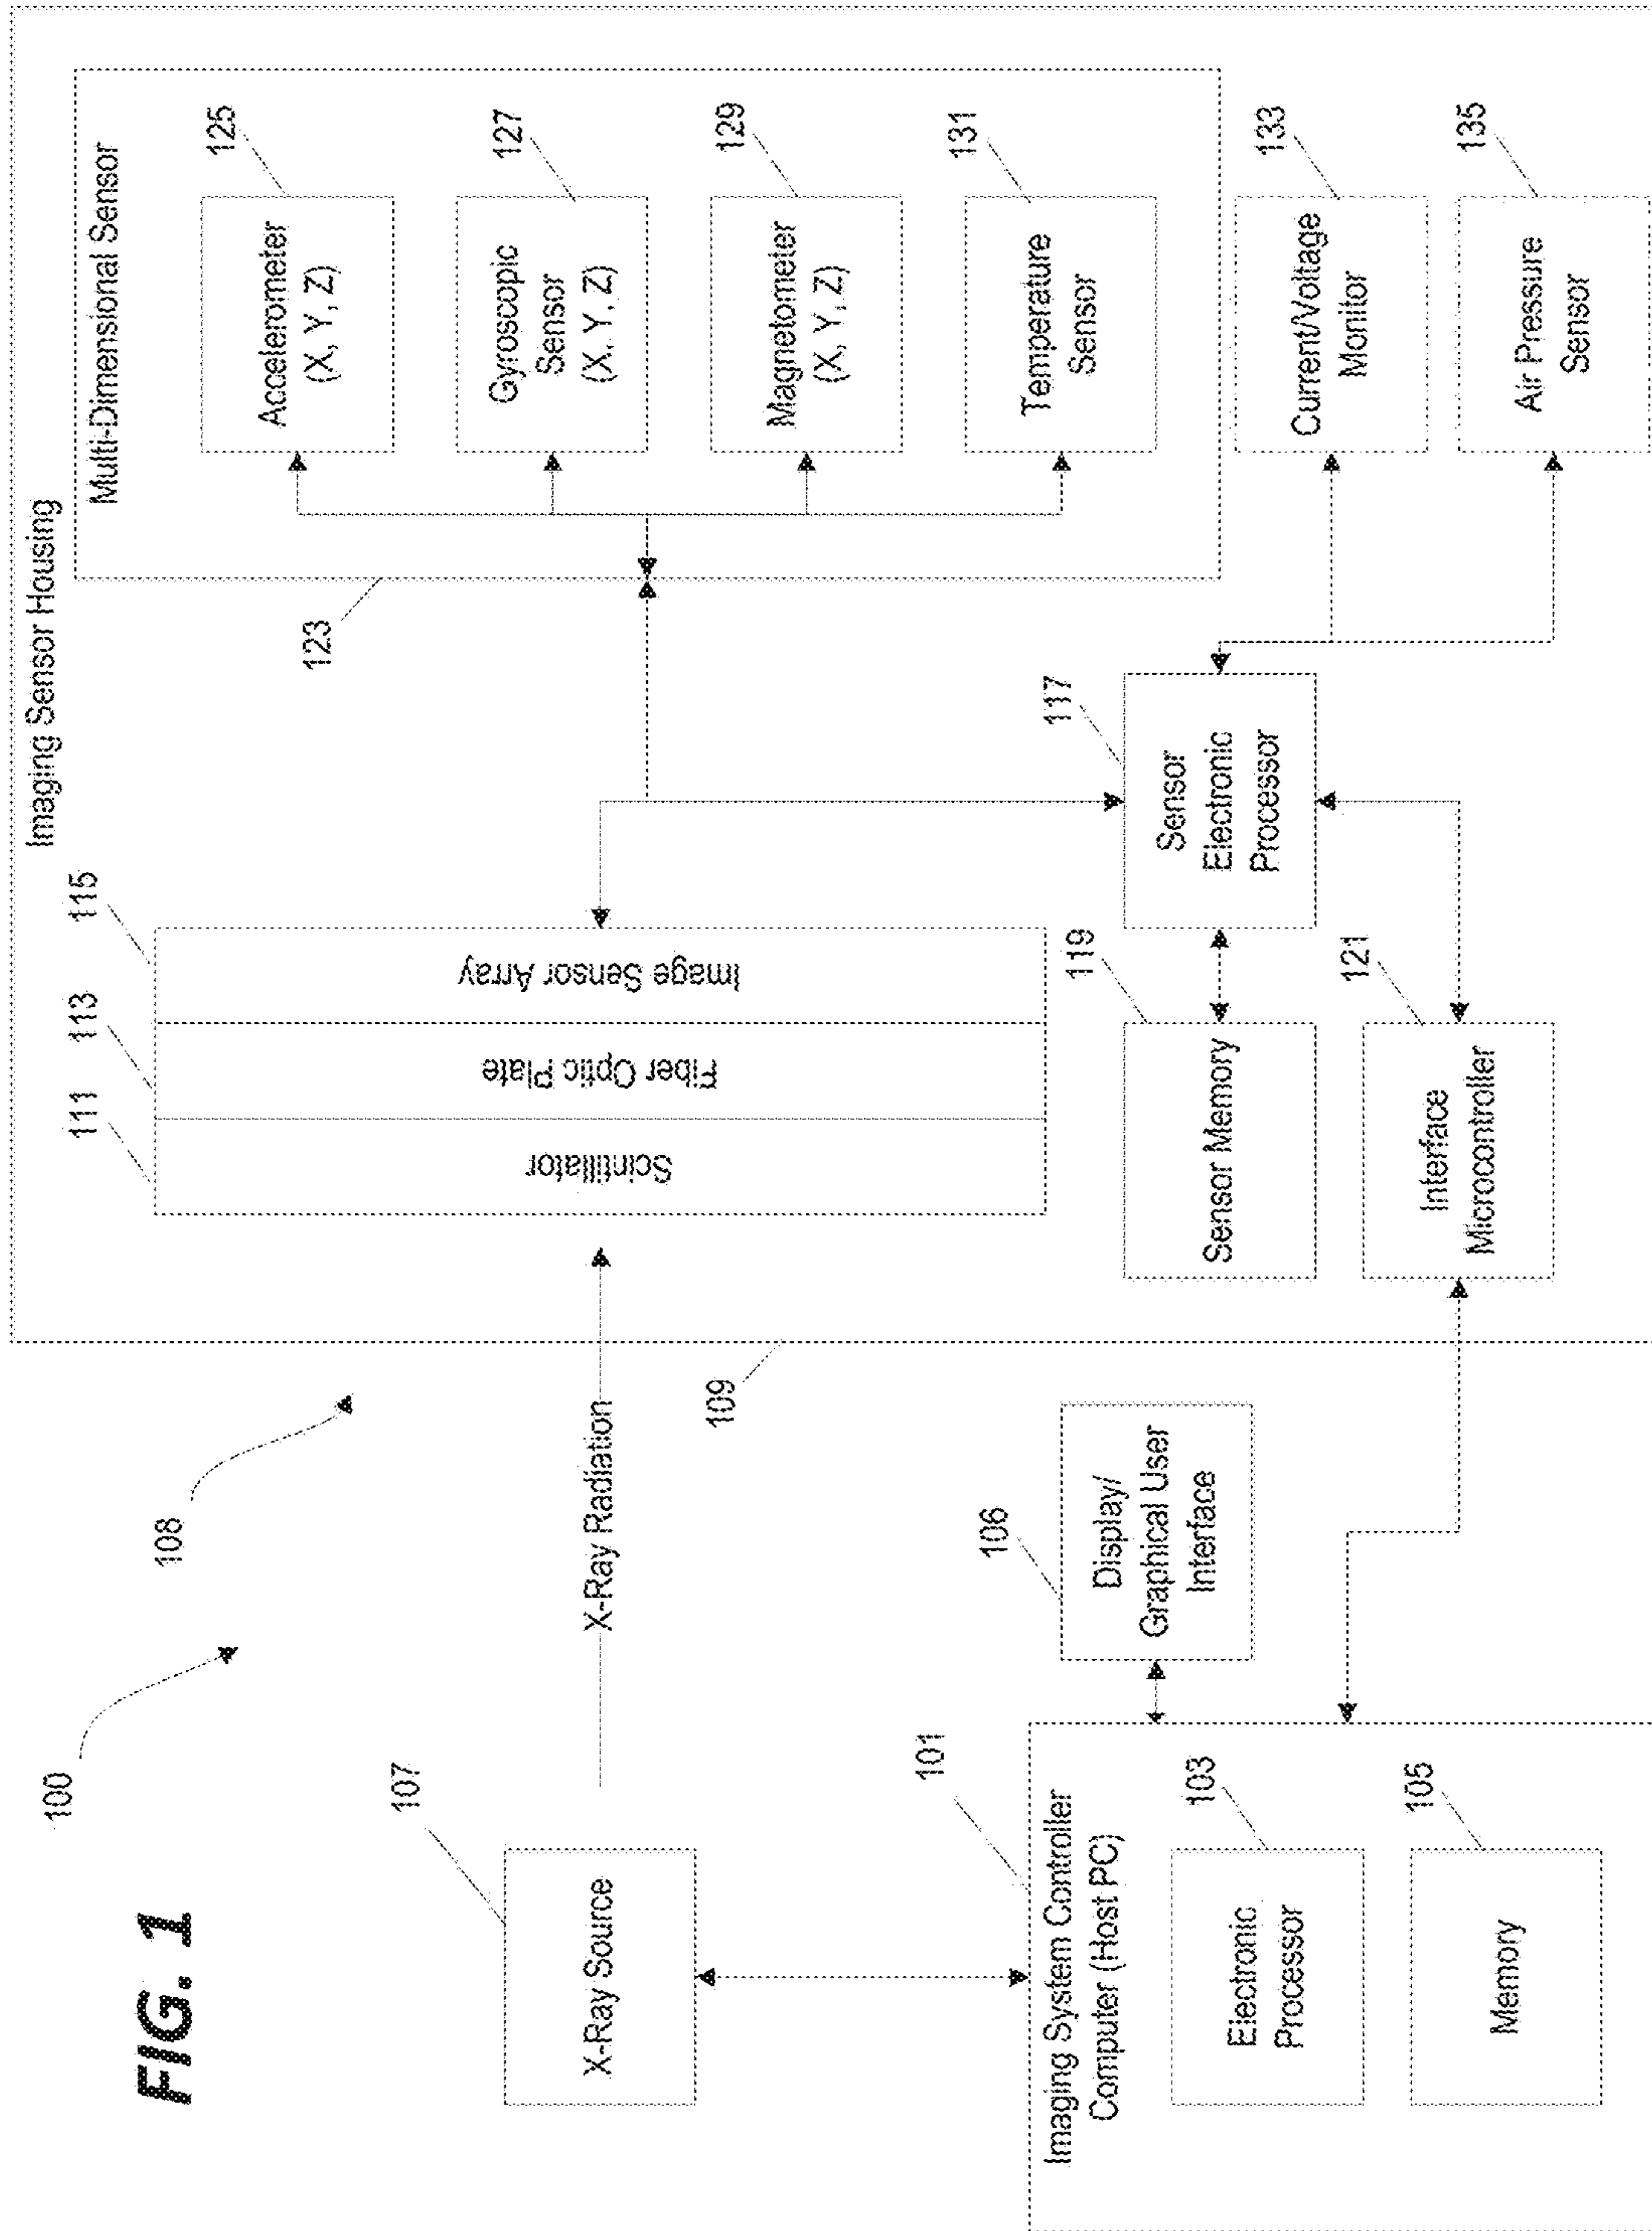 FIG. 1
100
108
107
X-Ray Source
X-Ray Radiation
101
Imaging System Controller
Computer (Host PC)
103
Electronic
Processor
105
Memory
106
Display/
Graphical User
Interface
109
Imaging Sensor Housing
111
113
115
Scintillator
Fiber Optic Plate
Image Sensor Array
117
Sensor
Electronic
Processor
119
Sensor Memory
121
Interface
Microcontroller
123
Multi-Dimensional Sensor
125
Accelerometer
(X, Y, Z)
127
Gyroscopic
Sensor
(X, Y, Z)
129
Magnetometer
(X, Y, Z)
131
Temperature
Sensor
133
Current/Voltage
Monitor
135
Air Pressure
Sensor